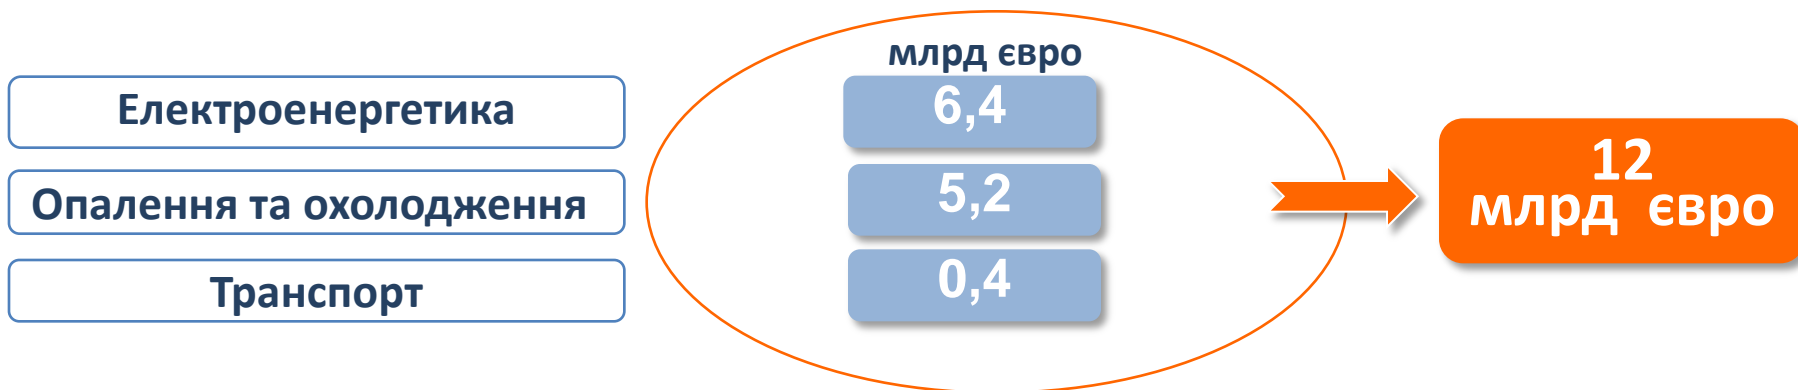 млрд євро
Електроенергетика
6,4
Опалення та охолодження
5,2
Транспорт
0,4
12
млрд євро